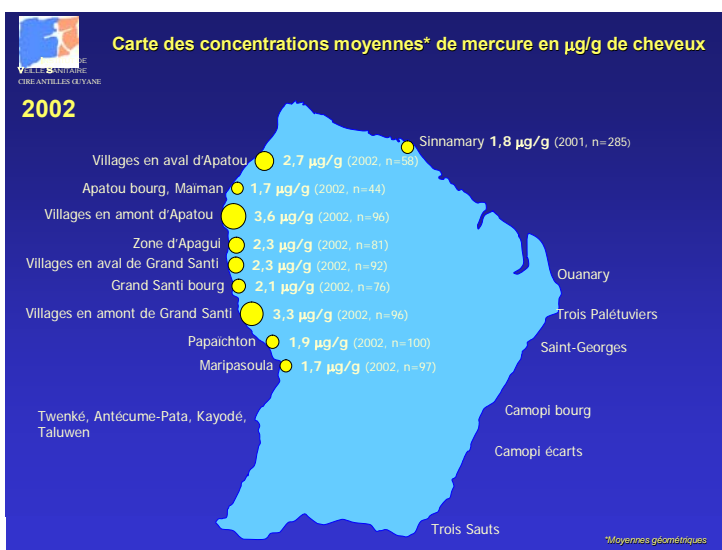 Carte des concentrations moyennes* de mercure en µg/g de cheveux
DE
VEILLE SANITAIRE
CIRE ANTILLES GUYANE
2002
Sinnamary 1,8 µg/g (2001, n=285)
Villages en aval d'Apatou 2,7 µg/g (2002, n=58)
Apatou bourg, Maïman 1,7 µg/g (2002, n=44)
Villages en amont d'Apatou 3,6 µg/g (2002, n=96)
Zone d'Apagui 2,3 µg/g (2002, n=81)
Villages en aval de Grand Santi 2,3 µg/g (2002, n=92)
Ouanary
Grand Santi bourg 2,1 µg/g (2002, n=76)
Villages en amont de Grand Santi 3,3 µg/g (2002, n=96)
Trois Palétuviers
Papaïchton 1,9 µg/g (2002, n=100)
Saint-Georges
Maripasoula 1,7 µg/g (2002, n=97)
Twenké, Antécume-Pata, Kayodé,
Taluwen
Camopi bourg
Camopi écarts
Trois Sauts
*Moyennes géométriques